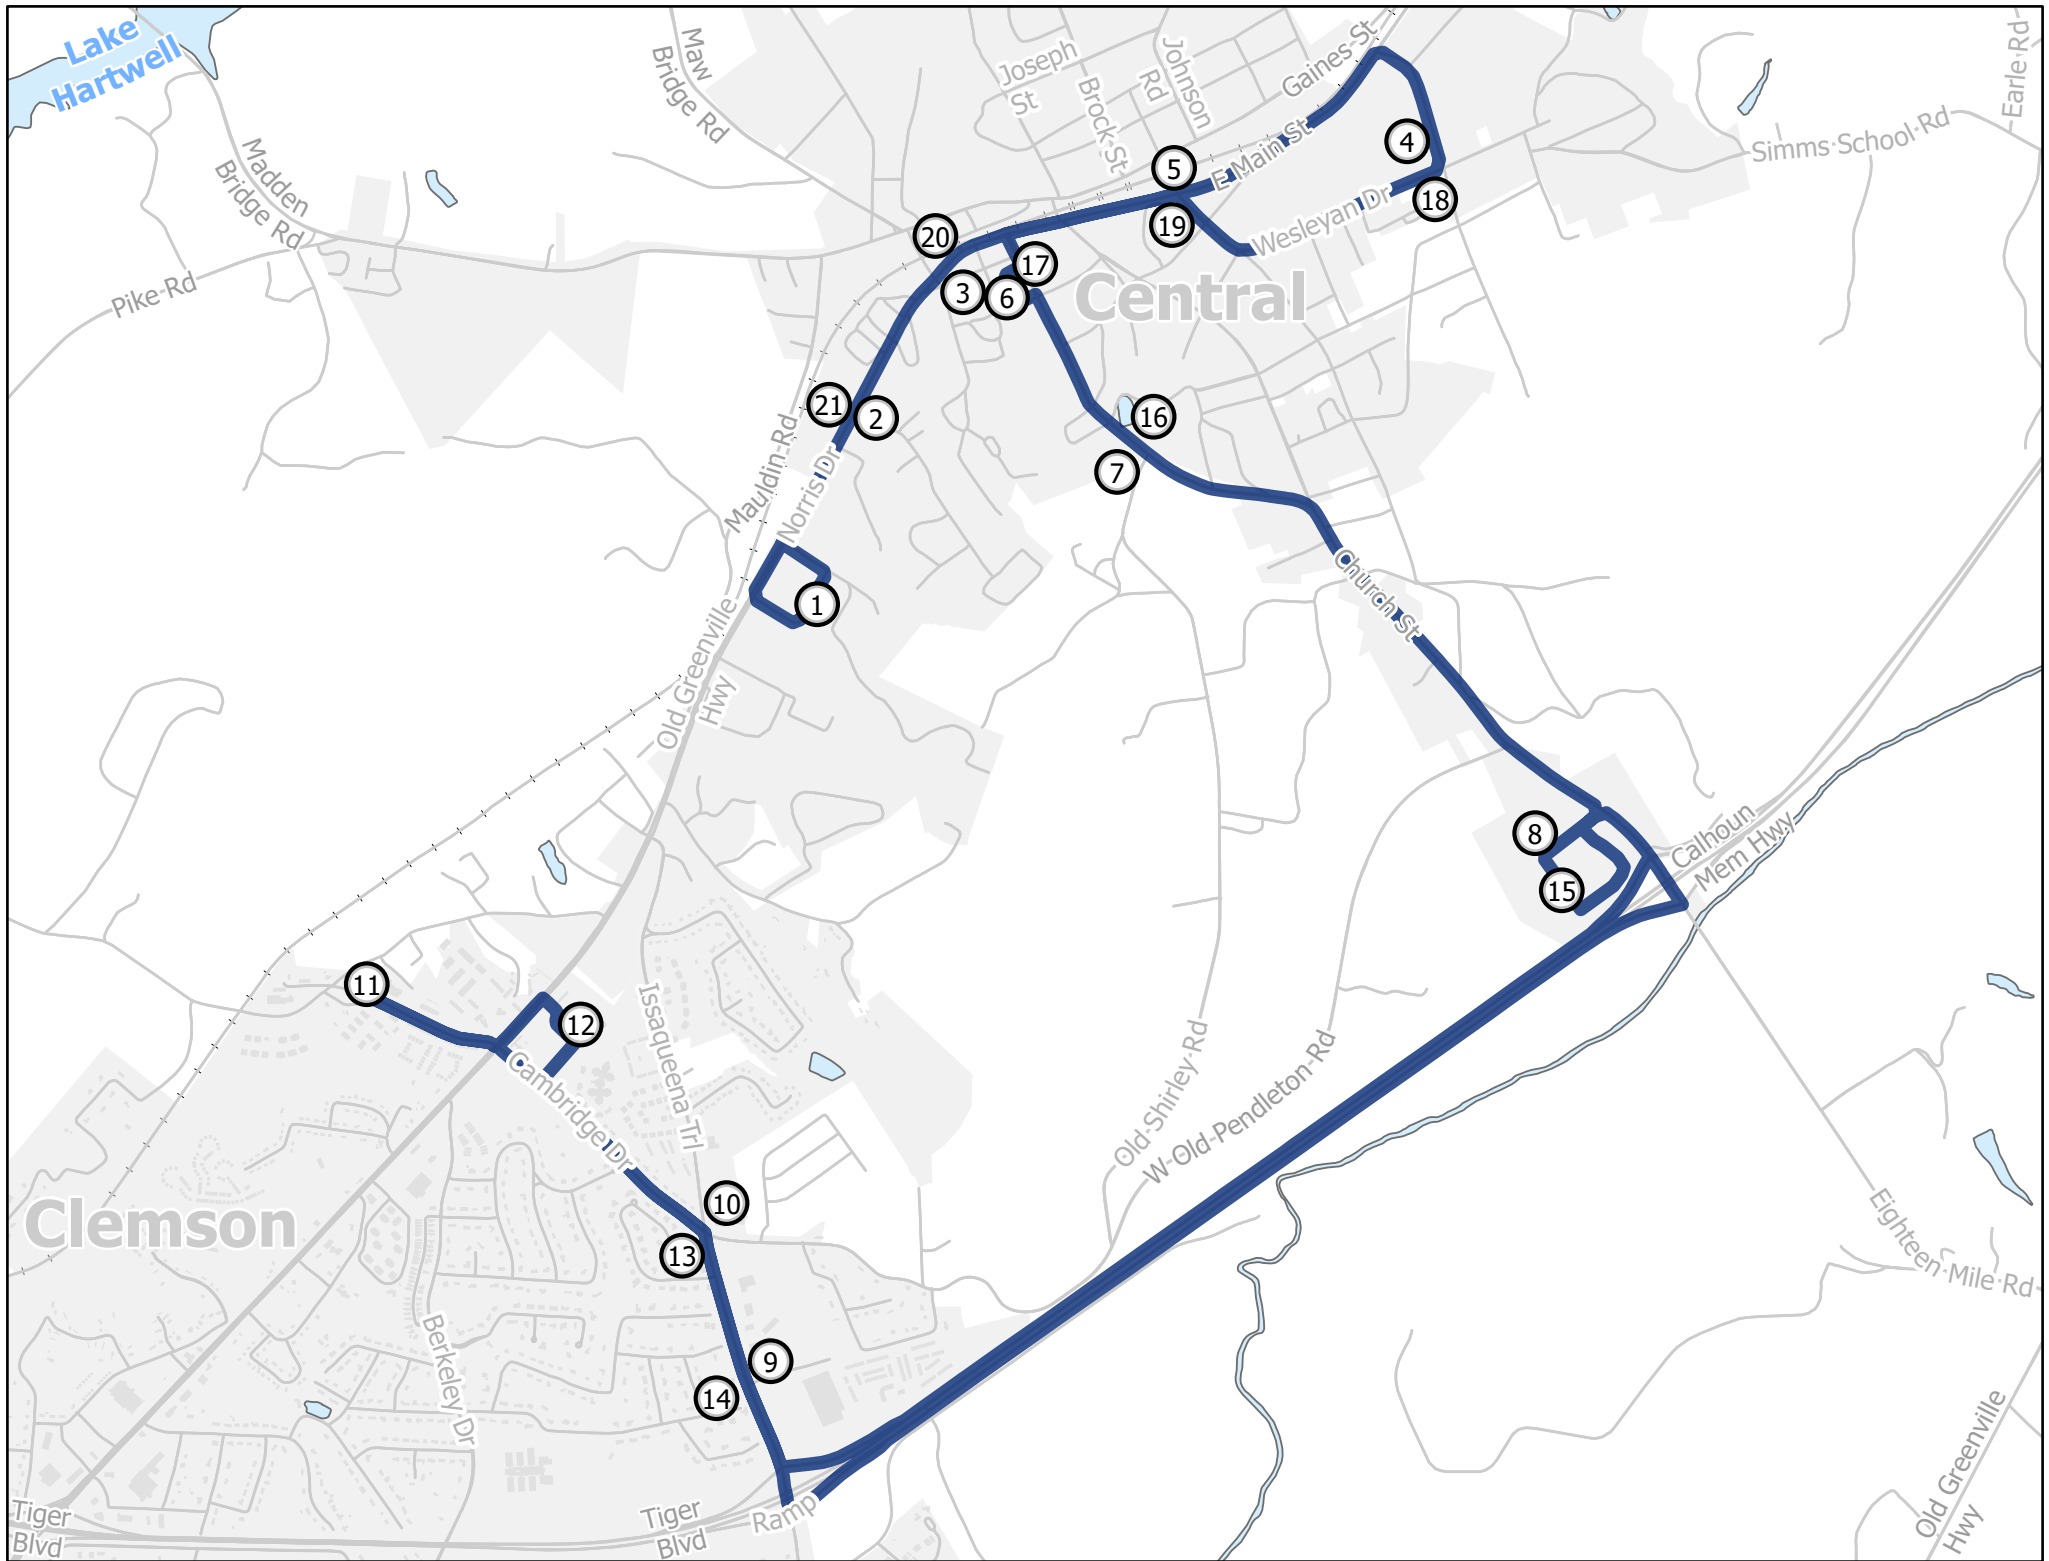 Lake
Hartwell
Maw
Bridge Rd
Joseph
St
Brock St
Johnson
Rd
Gaines St
Earle Rd
Simms School Rd
Madden
Bridge Rd
Pike Rd
4
5
E Main St
18
Wesleyan Dr
19
20
17
3
6
Central
21
2
16
7
Mauldin Rd
Norris Dr
1
Church St
Old Greenville
Hwy
8
15
Calhoun
Mem Hwy
11
12
Issaqueena Trl
Cambridge Dr
Old Shirley Rd
W Old Pendleton Rd
10
13
Clemson
Eighteen Mile Rd
Berkeley Dr
9
14
Tiger
Blvd
Tiger
Blvd
Ramp
Old Greenville
Hwy